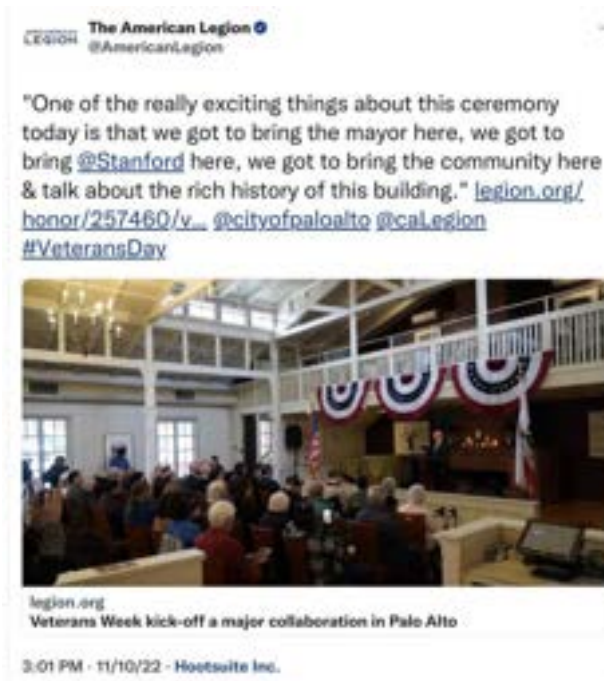 LEGION
The American Legion
@AmericanLegion
"One of the really exciting things about this ceremony
today is that we got to bring the mayor here, we got to
bring @Stanford here, we got to bring the community here
& talk about the rich history of this building." legion.org/
honor/257460/v... @cityofpaloalto @caLegion
#VeteransDay
legion.org
Veterans Week kick-off a major collaboration in Palo Alto
3:01 PM · 11/10/22 · Hootsuite Inc.